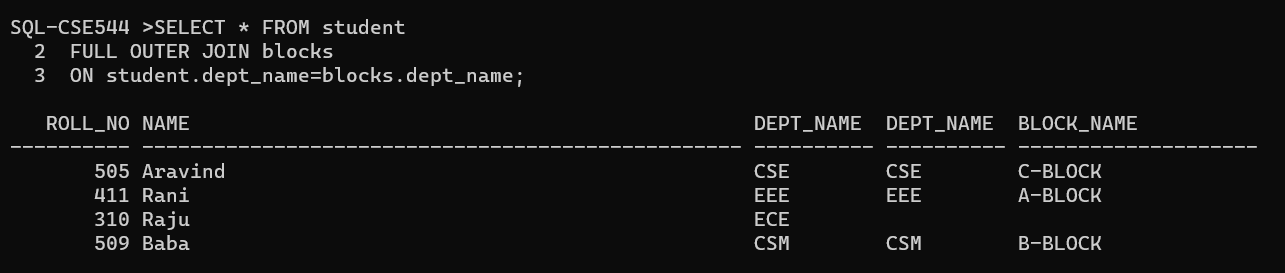 SQL-CSE544 >SELECT * FROM student
  2  FULL OUTER JOIN blocks
  3  ON student.dept_name=blocks.dept_name;

   ROLL_NO NAME                                               DEPT_NAME  DEPT_NAME  BLOCK_NAME
---------- -------------------------------------------------- ---------- ---------- --------------------
       505 Aravind                                            CSE        CSE        C-BLOCK
       411 Rani                                               EEE        EEE        A-BLOCK
       310 Raju                                               ECE
       509 Baba                                               CSM        CSM        B-BLOCK